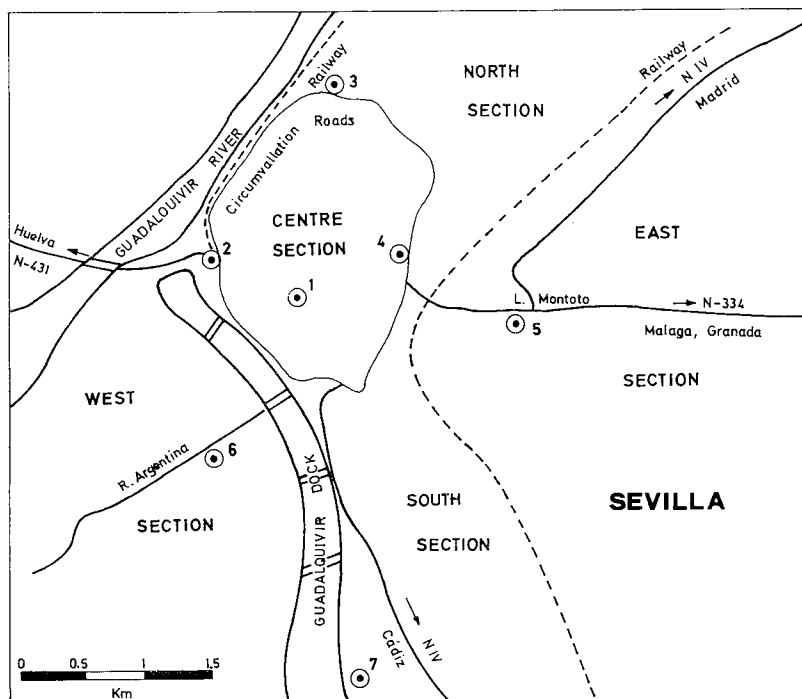 Railway
3
NORTH
SECTION
Railway
N IV
Madrid
Roads
Circumvallation
GUADALOUIVIR RIVER
Huelva
N-431
2
CENTRE
SECTION
4
1
EAST
L. Montoto
N-334
5
Malaga, Granada
SECTION
WEST
R. Argentina
6
SECTION
GUADALQUIVIR DOCK
SOUTH
SECTION
SEVILLA
Cádiz
N IV
7
0 0.5 1 1.5
Km